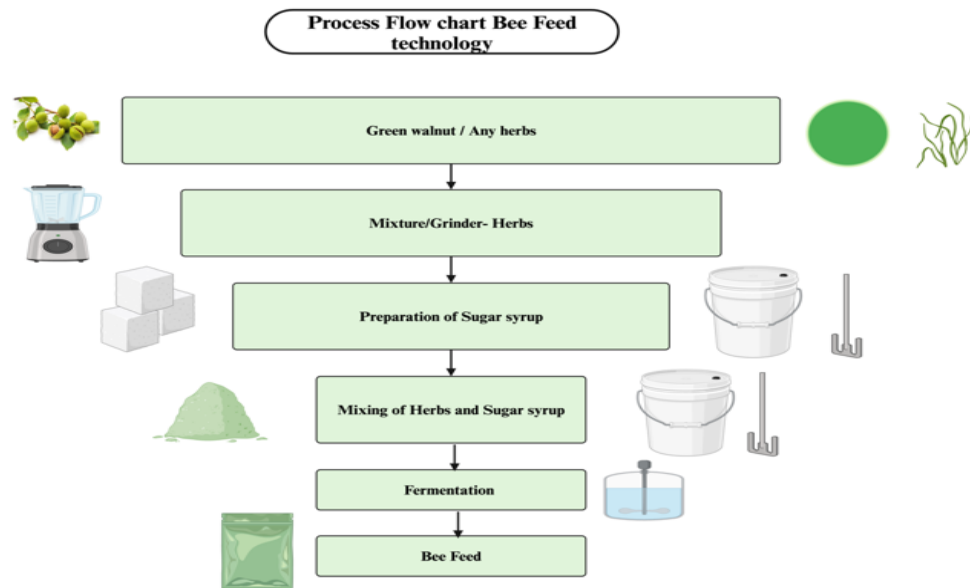 Process Flow chart Bee Feed
technology
Green walnut / Any herbs
Mixture/Grinder- Herbs
Preparation of Sugar syrup
Mixing of Herbs and Sugar syrup
Fermentation
Bee Feed